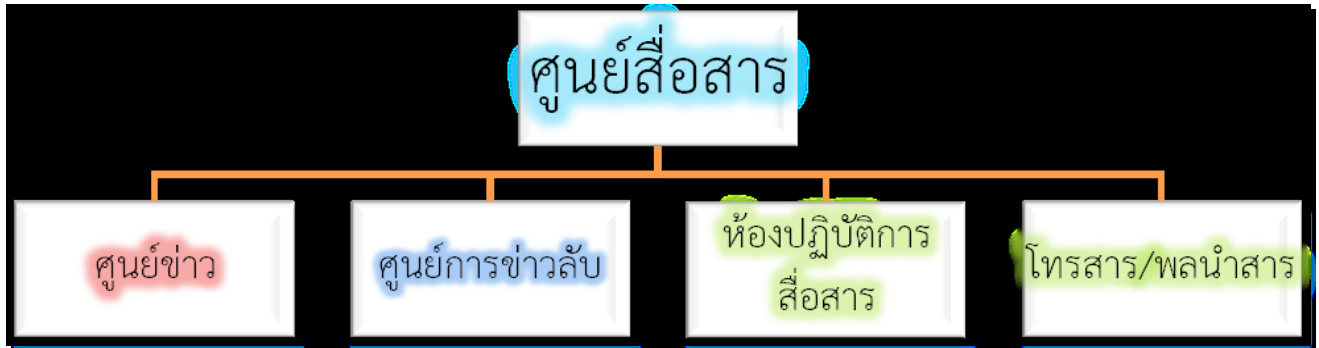 ศูนย์สื่อสาร
ศูนย์ข่าว
ศูนย์การข่าวลับ
ห้องปฏิบัติการ
สื่อสาร
โทรสาร/พลนำสาร